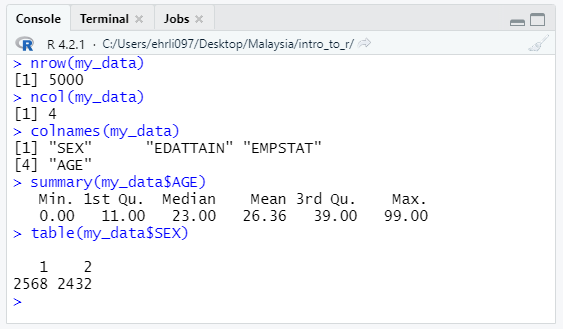 Console Terminal Jobs
R R 4.2.1 · C:/Users/ehrli097/Desktop/Malaysia/intro_to_r/
> nrow(my_data)
[1] 5000
> ncol(my_data)
[1] 4
> colnames(my_data)
[1] "SEX"      "EDATTAIN" "EMPSTAT"
[4] "AGE"
> summary(my_data$AGE)
   Min. 1st Qu.  Median    Mean 3rd Qu.    Max.
   0.00   11.00   23.00   26.36   39.00   99.00
> table(my_data$SEX)
   1    2
2568 2432
>